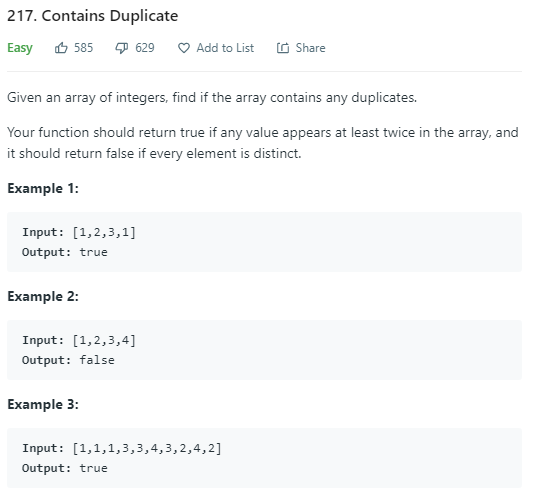 217. Contains Duplicate
Easy 585 629 Add to List Share
Given an array of integers, find if the array contains any duplicates.
Your function should return true if any value appears at least twice in the array, and
it should return false if every element is distinct.
Example 1:
Input: [1,2,3,1]
Output: true
Example 2:
Input: [1,2,3,4]
Output: false
Example 3:
Input: [1,1,1,3,3,4,3,2,4,2]
Output: true